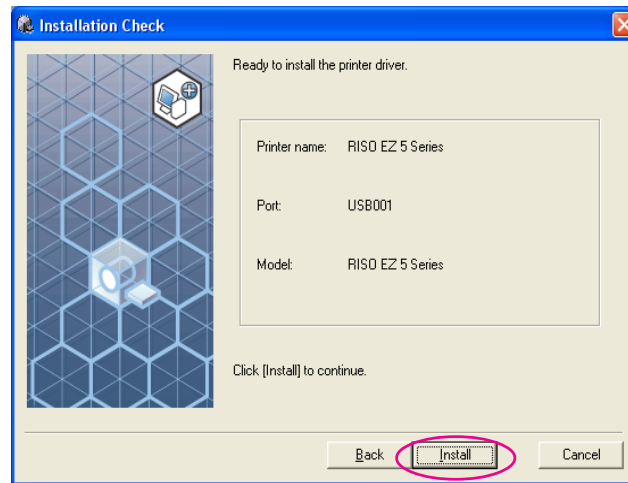 Installation Check
Ready to install the printer driver.
Printer name: RISO EZ 5 Series
Port: USB001
Model: RISO EZ 5 Series
Click [Install] to continue.
Back Install Cancel